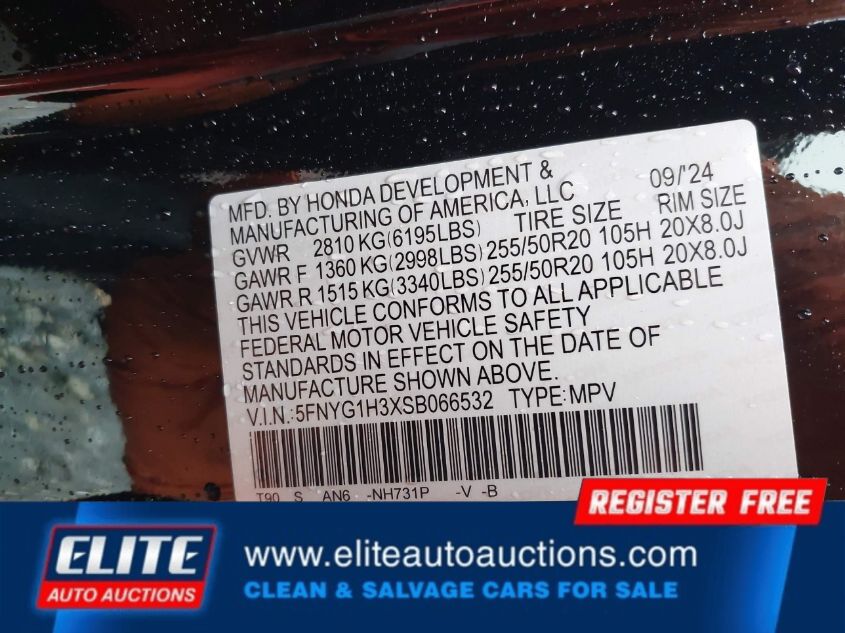 MFD. BY HONDA DEVELOPMENT & 09/'24
MANUFACTURING OF AMERICA, LLC
GVWR 2810 KG(6195LBS) TIRE SIZE RIM SIZE
GAWR F 1360 KG(2998LBS) 255/50R20 105H 20X8.0J
GAWR R 1515 KG(3340LBS) 255/50R20 105H 20X8.0J
THIS VEHICLE CONFORMS TO ALL APPLICABLE
FEDERAL MOTOR VEHICLE SAFETY
STANDARDS IN EFFECT ON THE DATE OF
MANUFACTURE SHOWN ABOVE.
V.I.N.:5FNYG1H3XSB066532 TYPE:MPV
T90 S AN6 -NH731P -V -B
REGISTER FREE
ELITE
AUTO AUCTIONS
www.eliteautoauctions.com
CLEAN & SALVAGE CARS FOR SALE